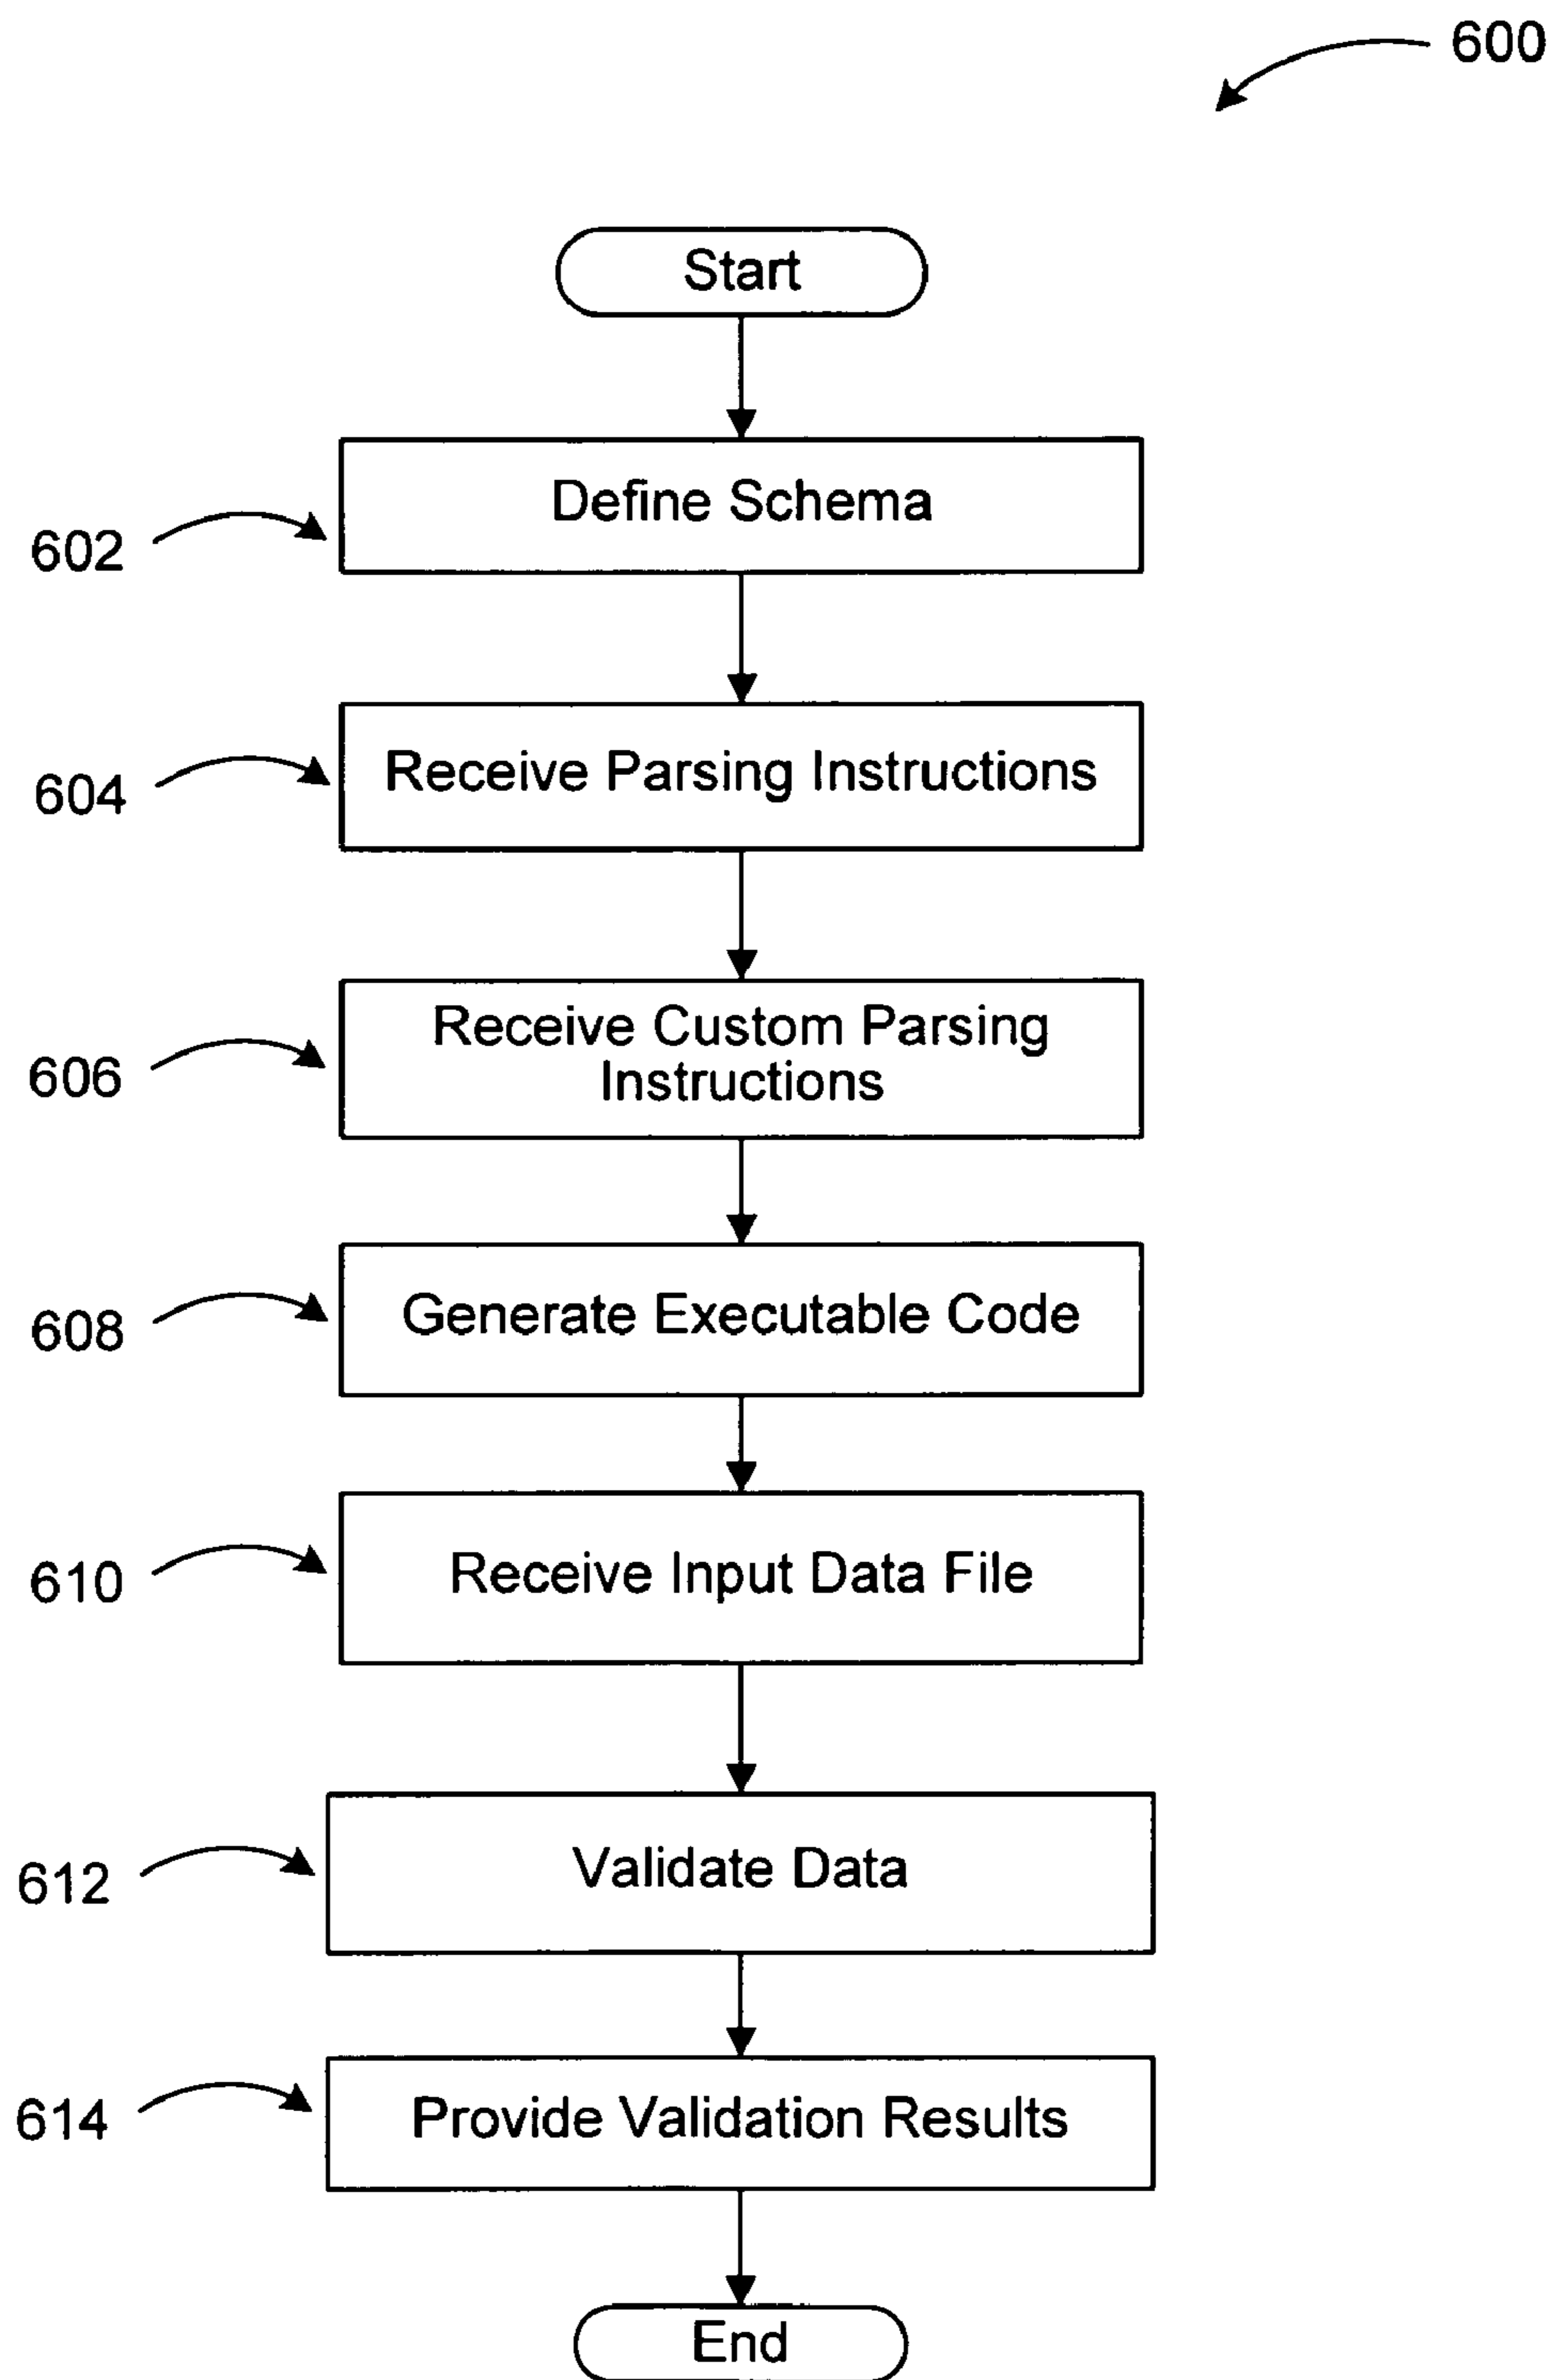 600
Start
Define Schema
602
Receive Parsing Instructions
604
Receive Custom Parsing
Instructions
606
Generate Executable Code
608
Receive Input Data File
610
Validate Data
612
Provide Validation Results
614
End